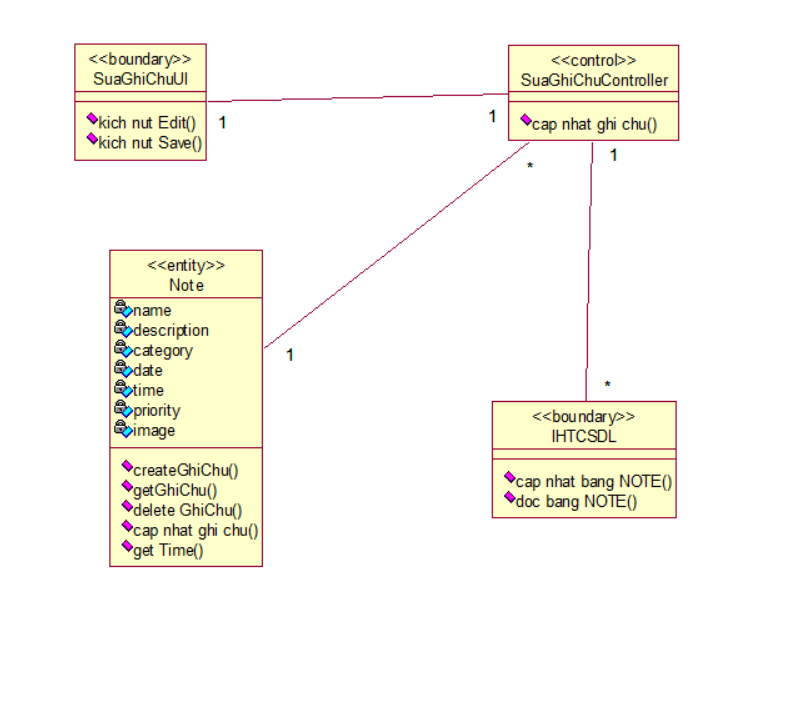 <<boundary>>
SuaGhiChuUI
kich nut Edit()
kich nut Save()
1
1
<<control>>
SuaGhiChuController
cap nhat ghi chu()
*
1
<<entity>>
Note
name
description
category
date
time
priority
image
createGhiChu()
getGhiChu()
delete GhiChu()
cap nhat ghi chu()
get Time()
1
*
<<boundary>>
IHTCSDL
cap nhat bang NOTE()
doc bang NOTE()